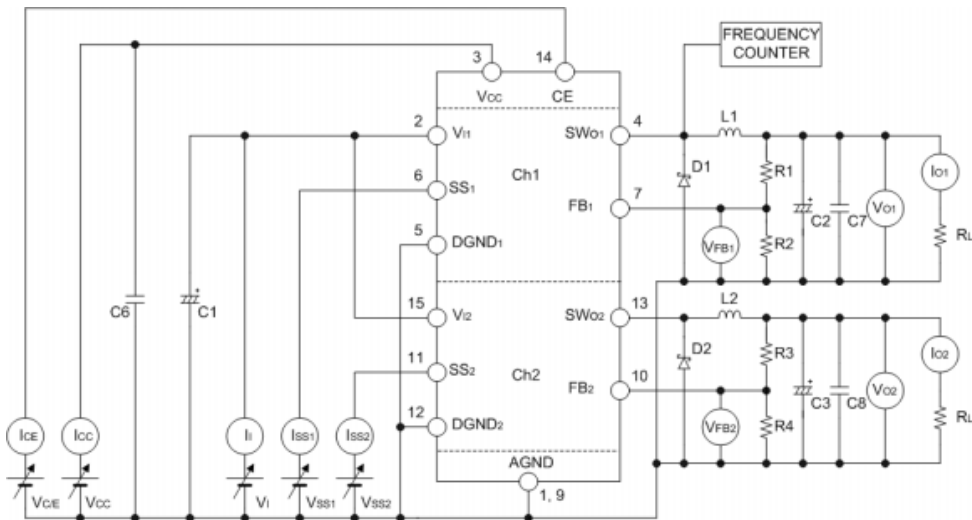 FREQUENCY
COUNTER
3
14
VCC
CE
2
VI1
SWO1
4
L1
6
SS1
Ch1
D1
R1
IO1
FB1
7
5
DGND1
VFB1
R2
C2
C7
VO1
RL
C6
C1
15
VI2
SWO2
13
L2
11
SS2
Ch2
D2
R3
IO2
FB2
10
12
DGND2
VFB2
R4
C3
C8
VO2
RL
AGND
1, 9
ICE
ICC
II
ISS1
ISS2
VC/E
VCC
VI
VSS1
VSS2